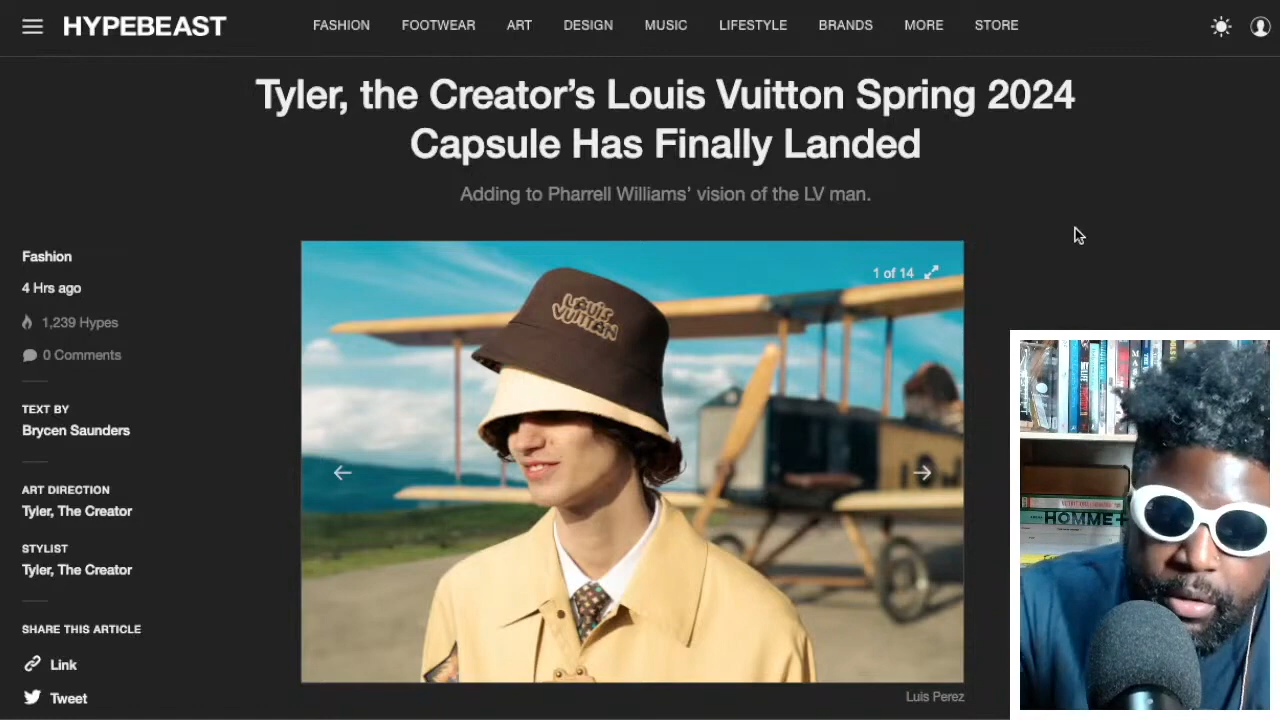 HYPEBEAST
FASHION FOOTWEAR ART DESIGN MUSIC LIFESTYLE BRANDS MORE STORE
Tyler, the Creator’s Louis Vuitton Spring 2024
Capsule Has Finally Landed
Adding to Pharrell Williams’ vision of the LV man.
Fashion
4 Hrs ago
1,239 Hypes
0 Comments
TEXT BY
Brycen Saunders
ART DIRECTION
Tyler, The Creator
STYLIST
Tyler, The Creator
SHARE THIS ARTICLE
Link
Tweet
1 of 14
LOUIS
VUITTON
Luis Perez
HOMME+